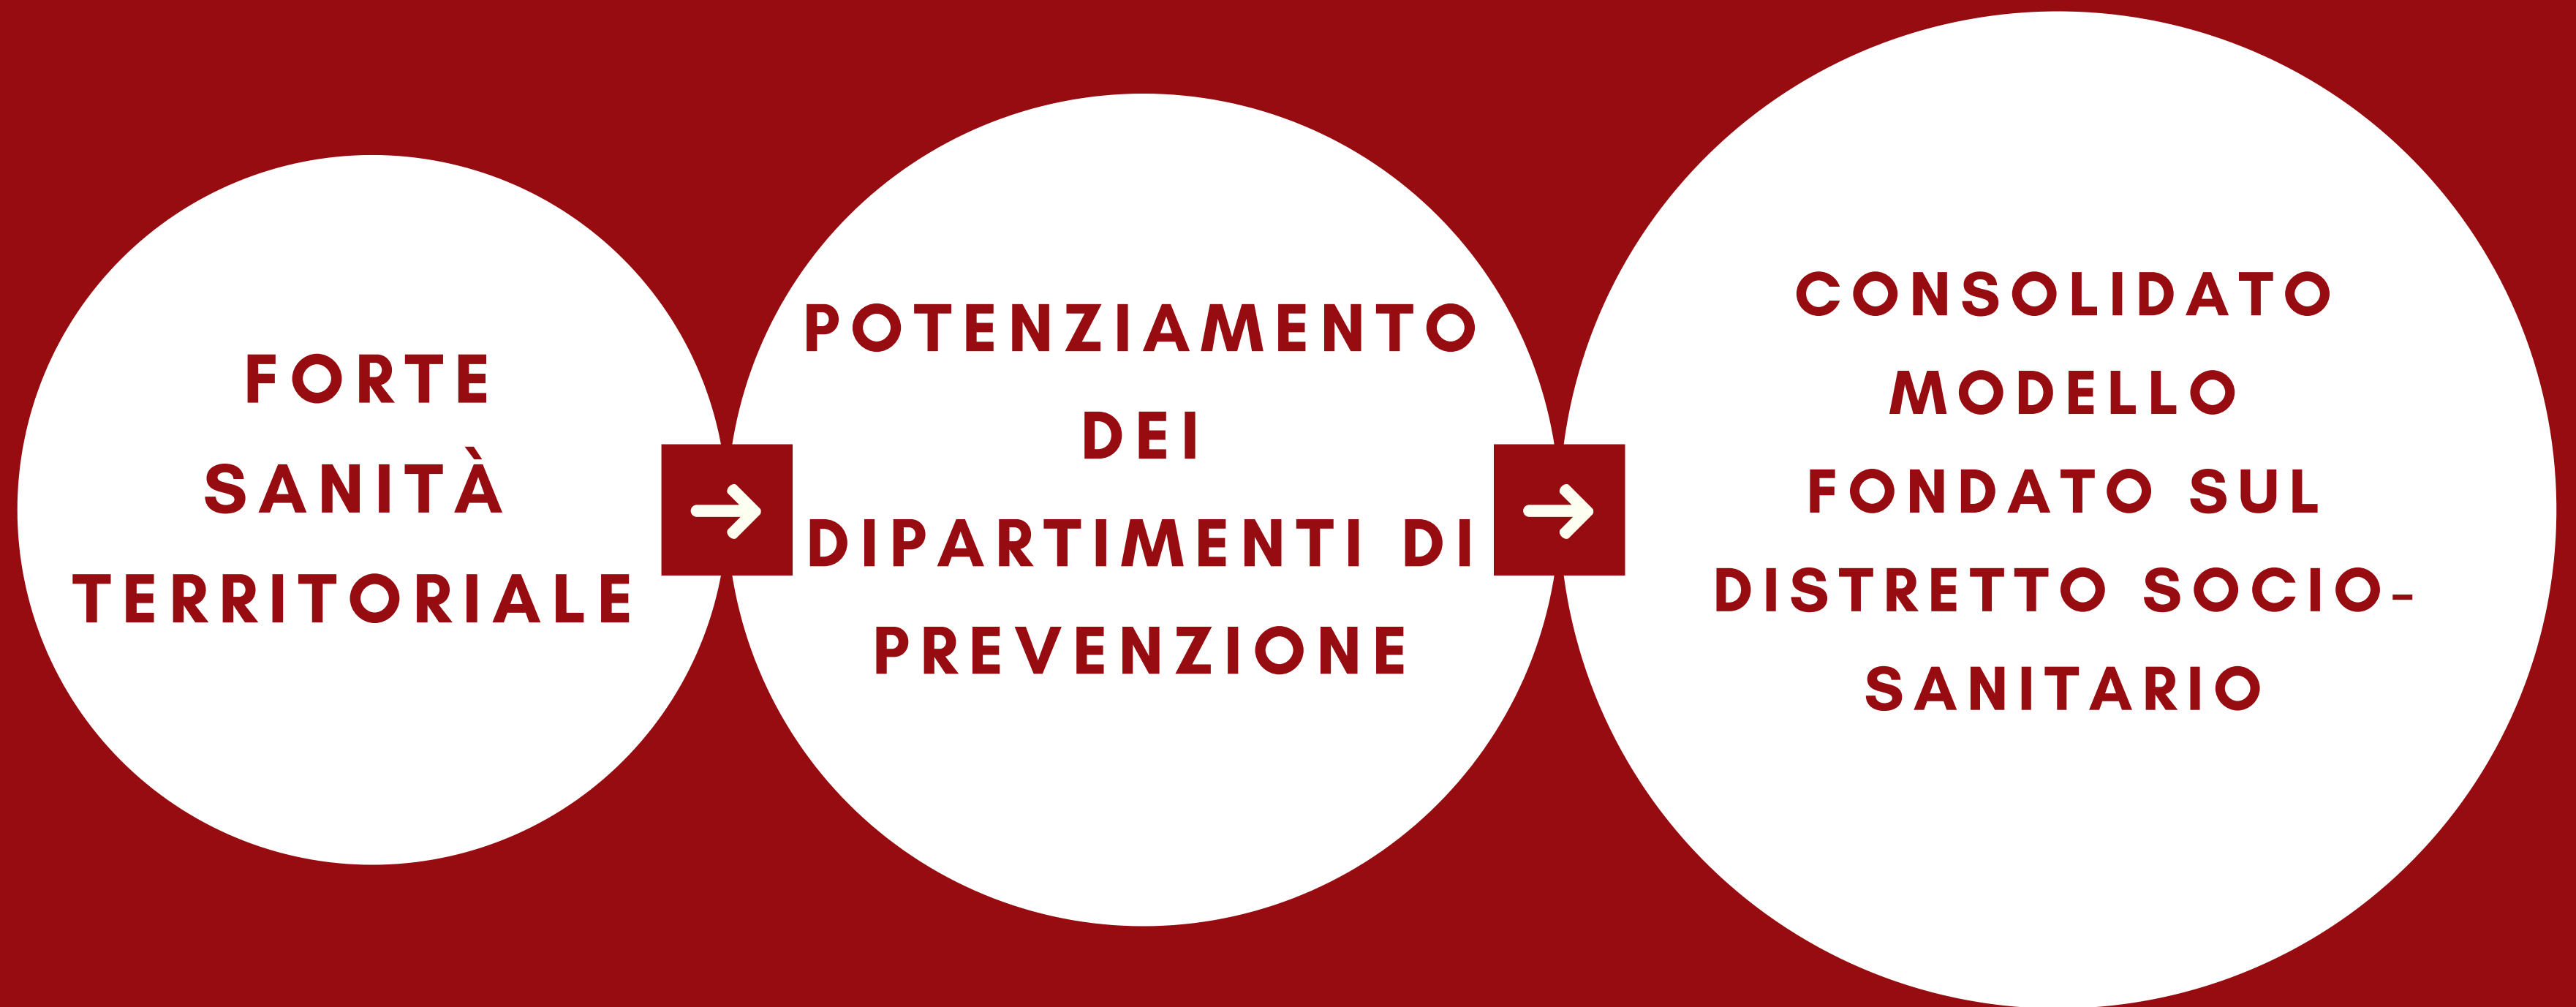 FORTE
SANITÀ
TERRITORIALE
POTENZIAMENTO
DEI
DIPARTIMENTI DI
PREVENZIONE
CONSOLIDATO
MODELLO
FONDATO SUL
DISTRETTO SOCIO-
SANITARIO